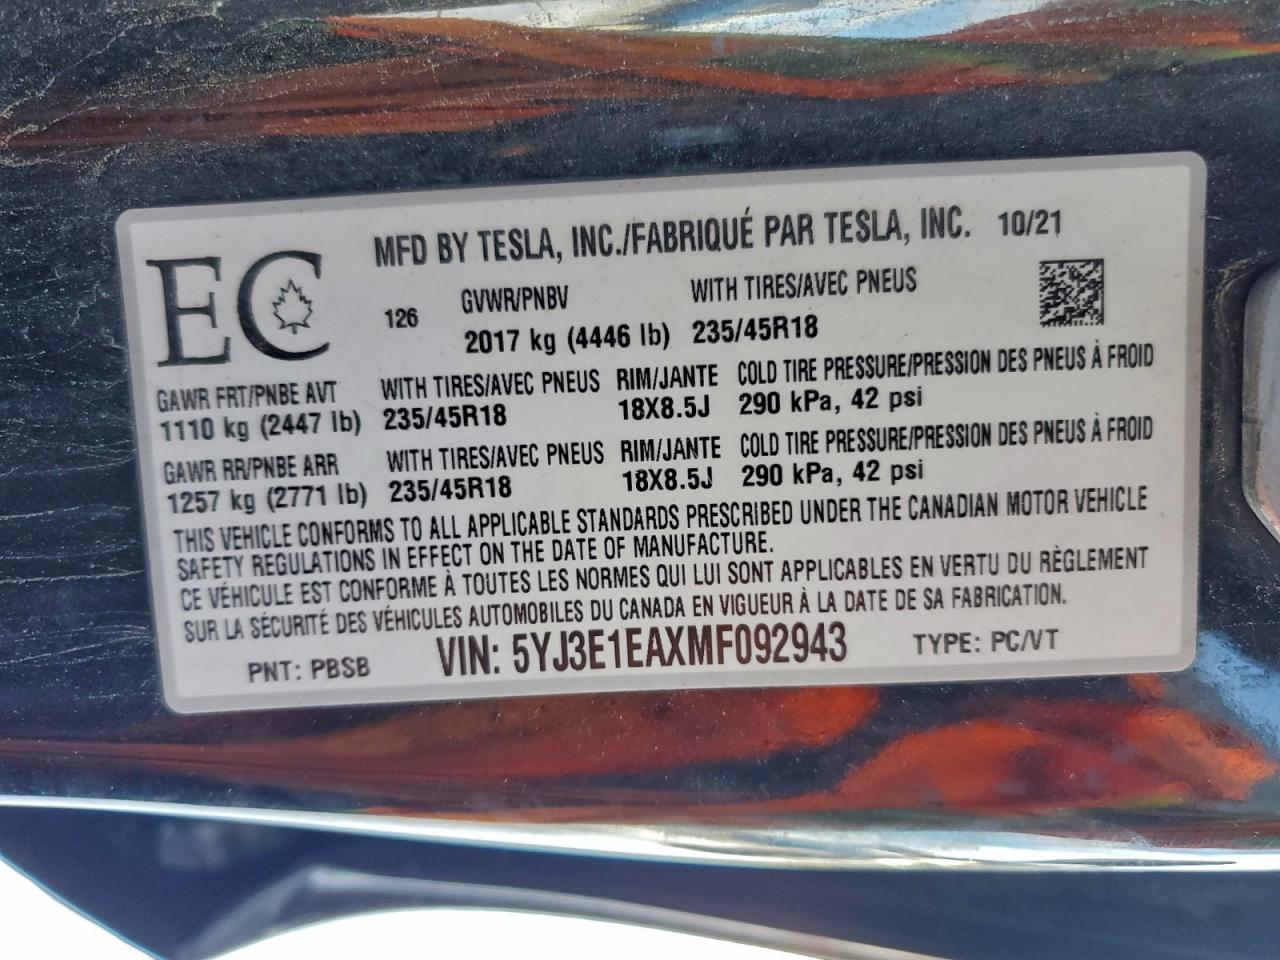 EC
MFD BY TESLA, INC./FABRIQUÉ PAR TESLA, INC. 10/21
126 GVWR/PNBV WITH TIRES/AVEC PNEUS
2017 kg (4446 lb) 235/45R18
GAWR FRT/PNBE AVT WITH TIRES/AVEC PNEUS RIM/JANTE COLD TIRE PRESSURE/PRESSION DES PNEUS À FROID
1110 kg (2447 lb) 235/45R18 18X8.5J 290 kPa, 42 psi
GAWR RR/PNBE ARR WITH TIRES/AVEC PNEUS RIM/JANTE COLD TIRE PRESSURE/PRESSION DES PNEUS À FROID
1257 kg (2771 lb) 235/45R18 18X8.5J 290 kPa, 42 psi
THIS VEHICLE CONFORMS TO ALL APPLICABLE STANDARDS PRESCRIBED UNDER THE CANADIAN MOTOR VEHICLE
SAFETY REGULATIONS IN EFFECT ON THE DATE OF MANUFACTURE.
CE VÉHICULE EST CONFORME À TOUTES LES NORMES QUI LUI SONT APPLICABLES EN VERTU DU RÈGLEMENT
SUR LA SÉCURITÉ DES VÉHICULES AUTOMOBILES DU CANADA EN VIGUEUR À LA DATE DE SA FABRICATION.
PNT: PBSB VIN: 5YJ3E1EAXMF092943 TYPE: PC/VT